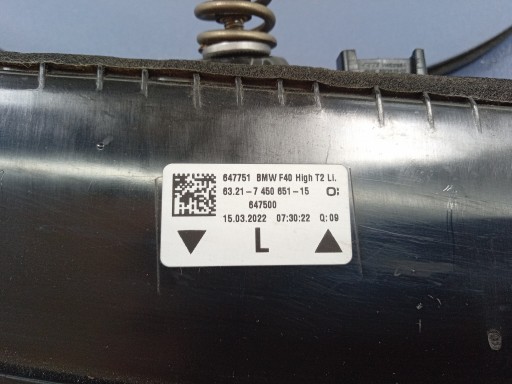 647751 BMW F40 High T2 Li.
63.21-7 450 651-15 O:
647500
15.03.2022 07:30:22 Q:09
L